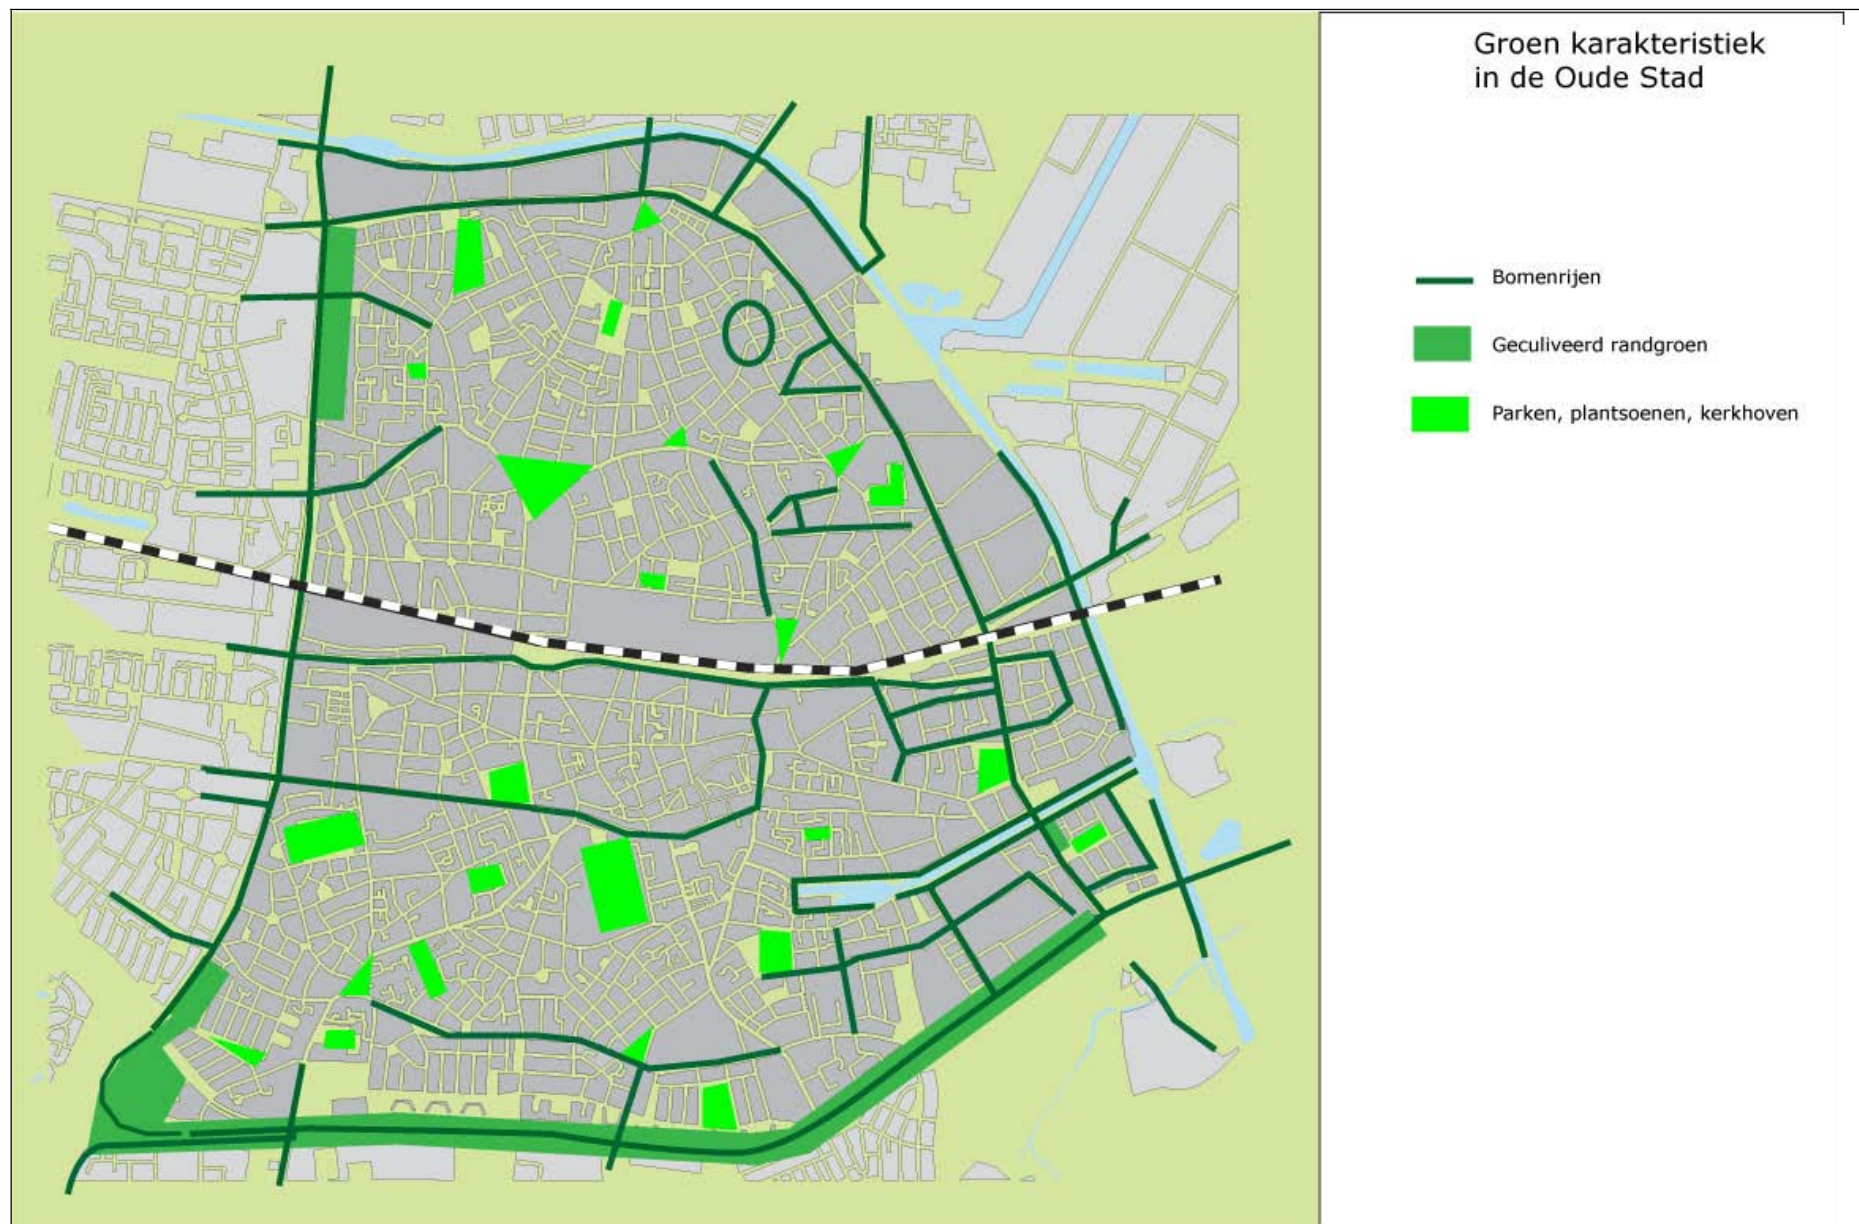 Groen karakteristiek
in de Oude Stad
Bomenrijen
Geculiveerd randgroen
Parken, plantsoenen, kerkhoven